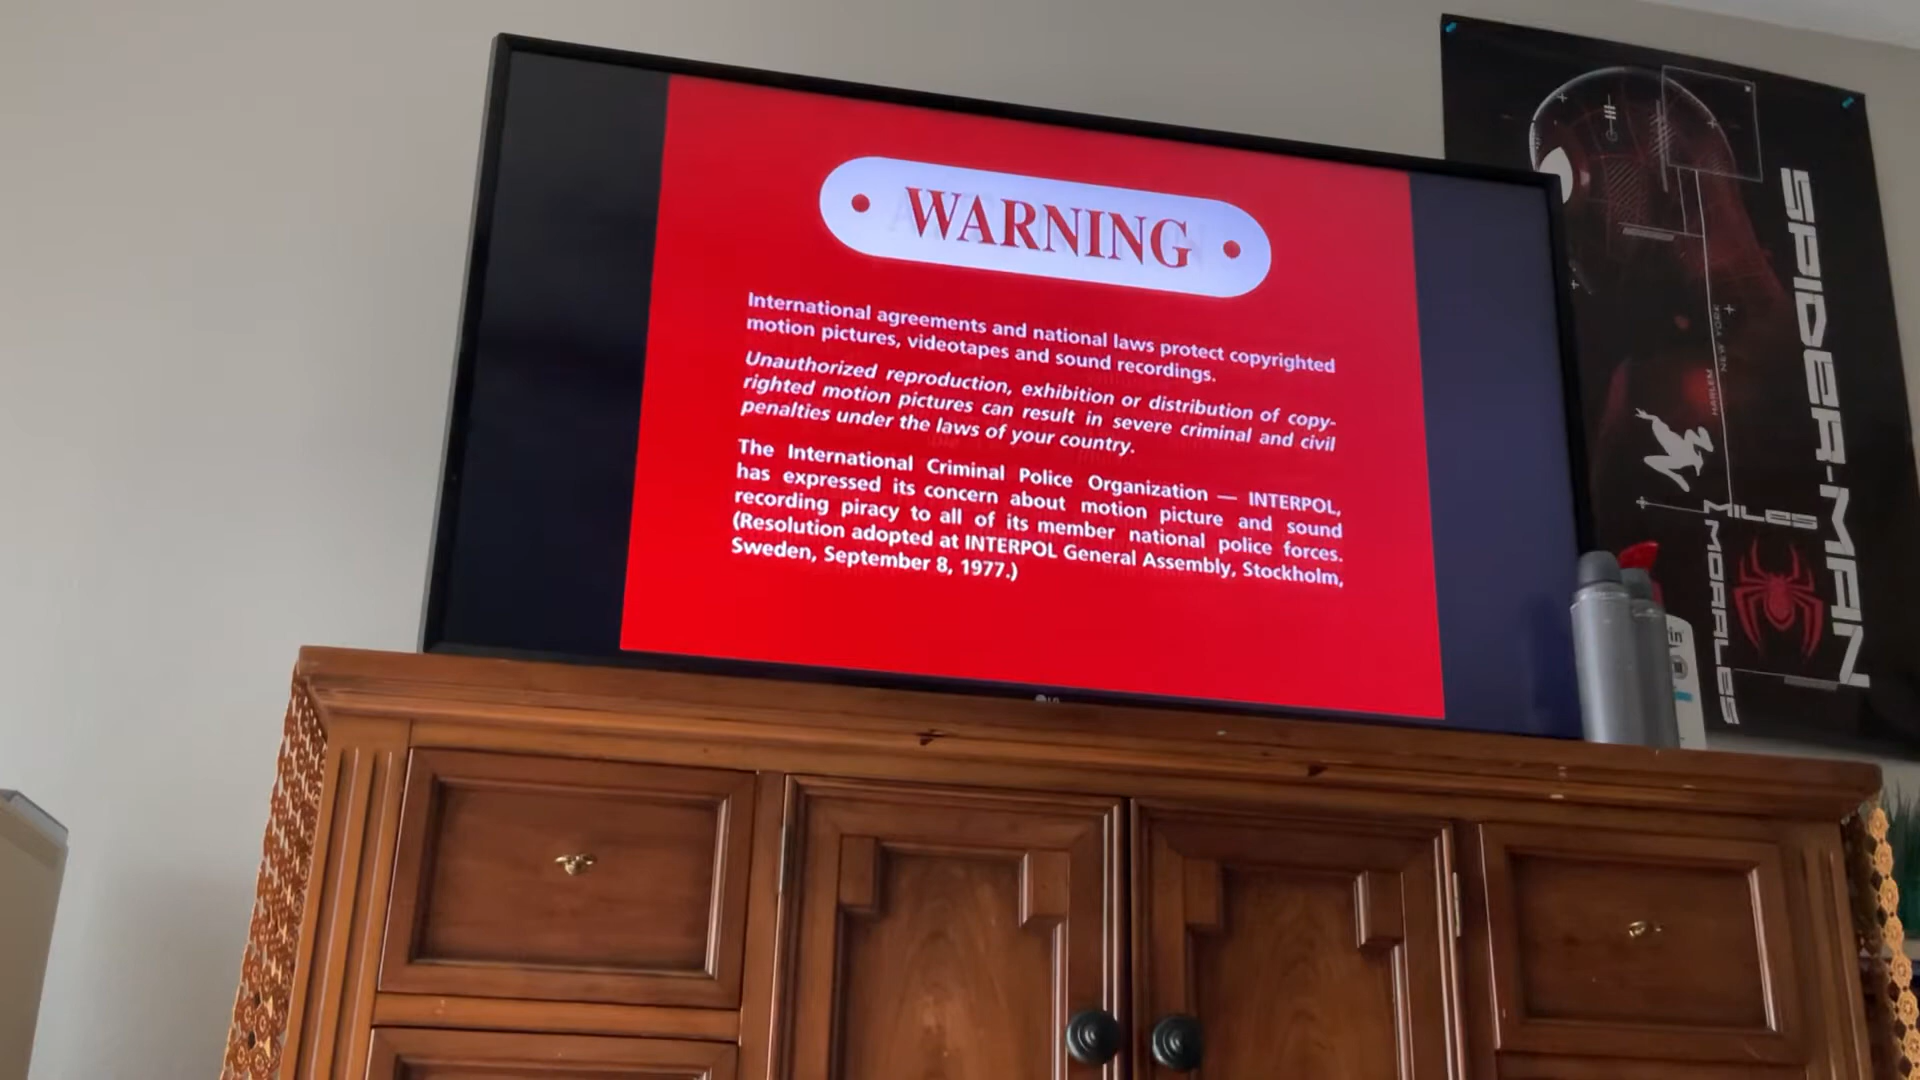 WARNING
International agreements and national laws protect copyrighted
motion pictures, videotapes and sound recordings.
Unauthorized reproduction, exhibition or distribution of copy-
righted motion pictures can result in severe criminal and civil
penalties under the laws of your country.
The International Criminal Police Organization — INTERPOL,
has expressed its concern about motion picture and sound
recording piracy to all of its member national police forces.
(Resolution adopted at INTERPOL General Assembly, Stockholm,
Sweden, September 8, 1977.)
LG
SPIDER-MAN
MILES
MORALES
HARLEM
NEW YORK